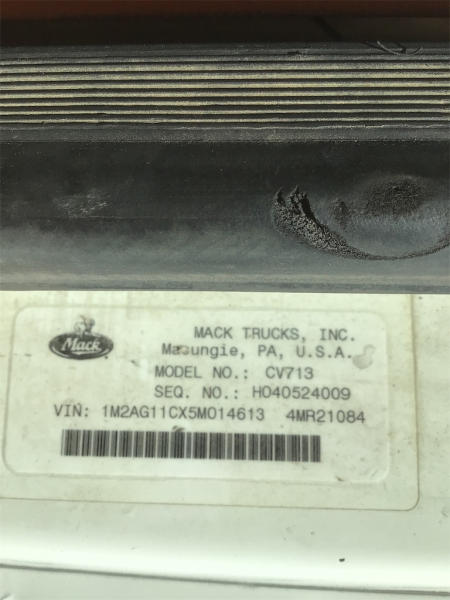 Mack
MACK TRUCKS, INC.
Macungie, PA, U.S.A.
MODEL NO.: CV713
SEQ. NO.: H040524009
VIN: 1M2AG11CX5M014613 4MR21084